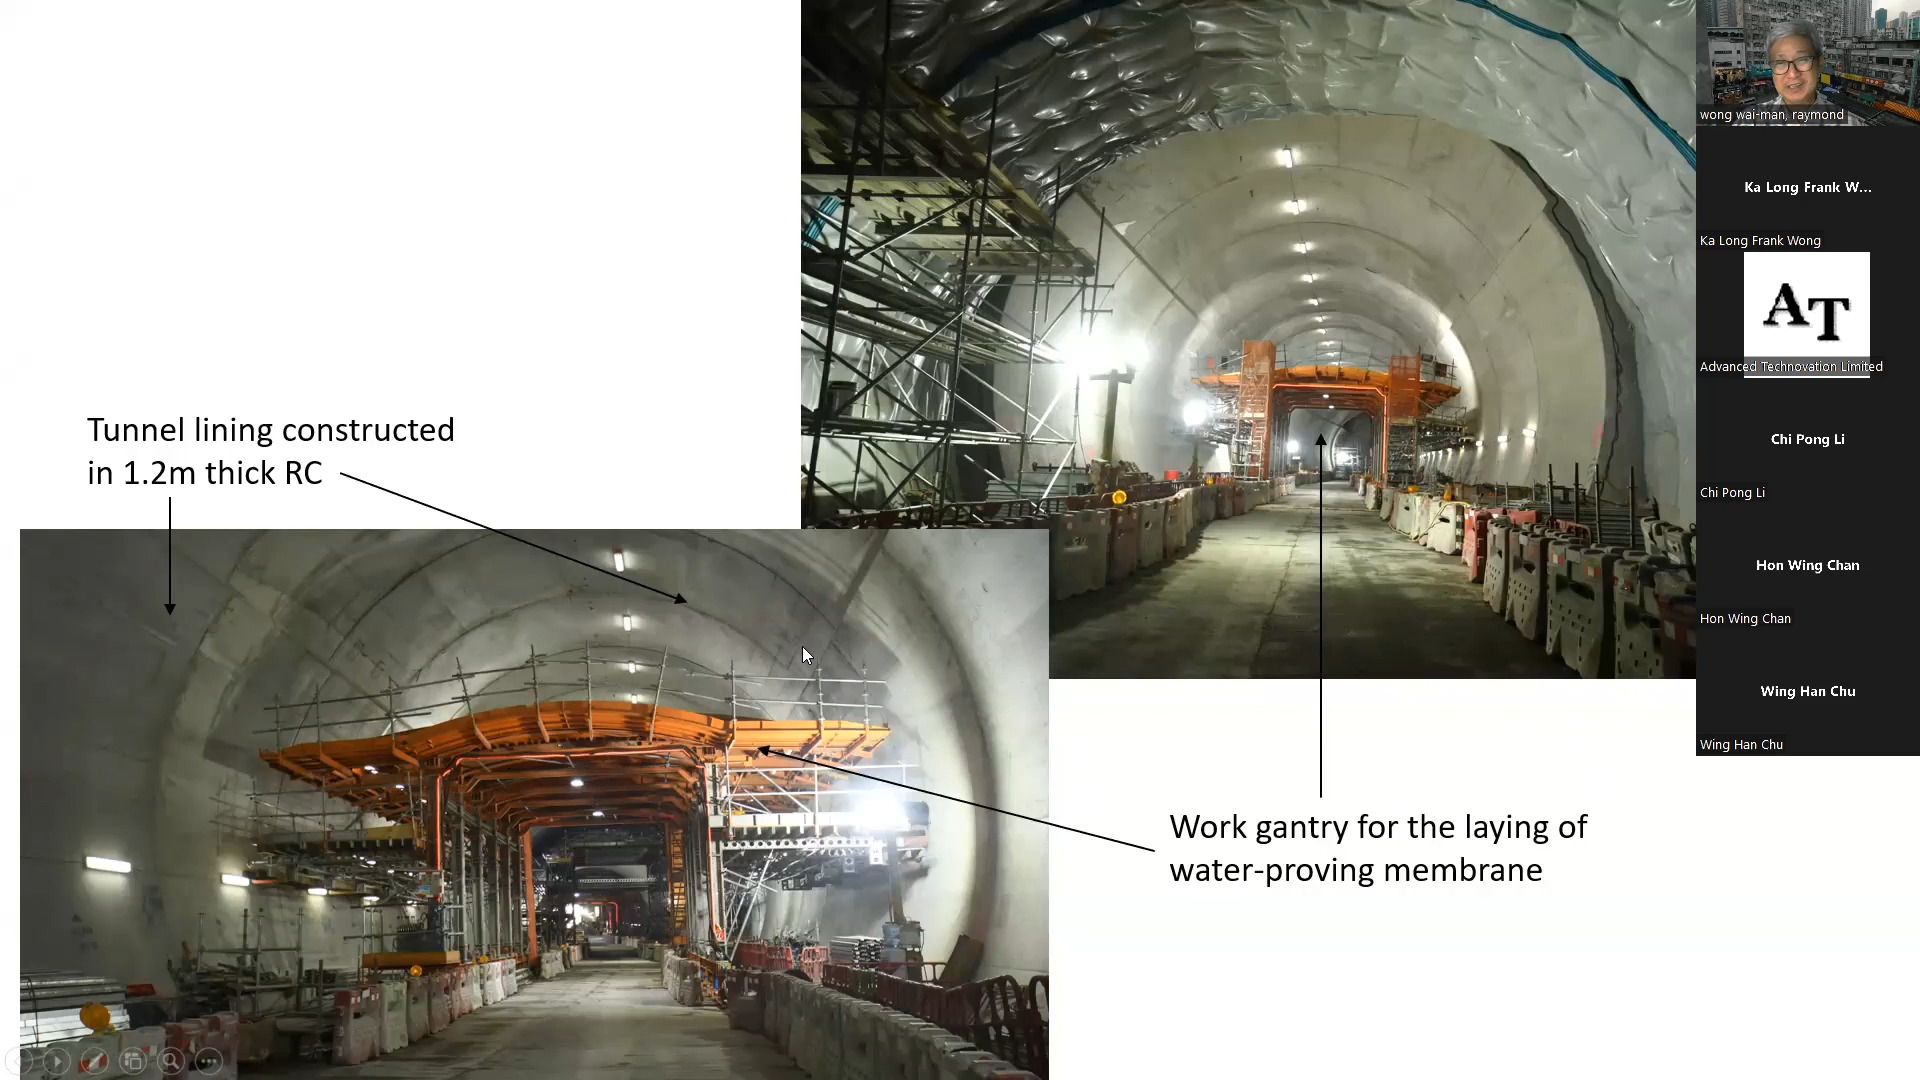 Tunnel lining constructed
in 1.2m thick RC
Work gantry for the laying of
water-proving membrane
wong wai-man, raymond
Ka Long Frank W...
Ka Long Frank Wong
AT
Advanced Technovation Limited
Chi Pong Li
Chi Pong Li
Hon Wing Chan
Hon Wing Chan
Wing Han Chu
Wing Han Chu